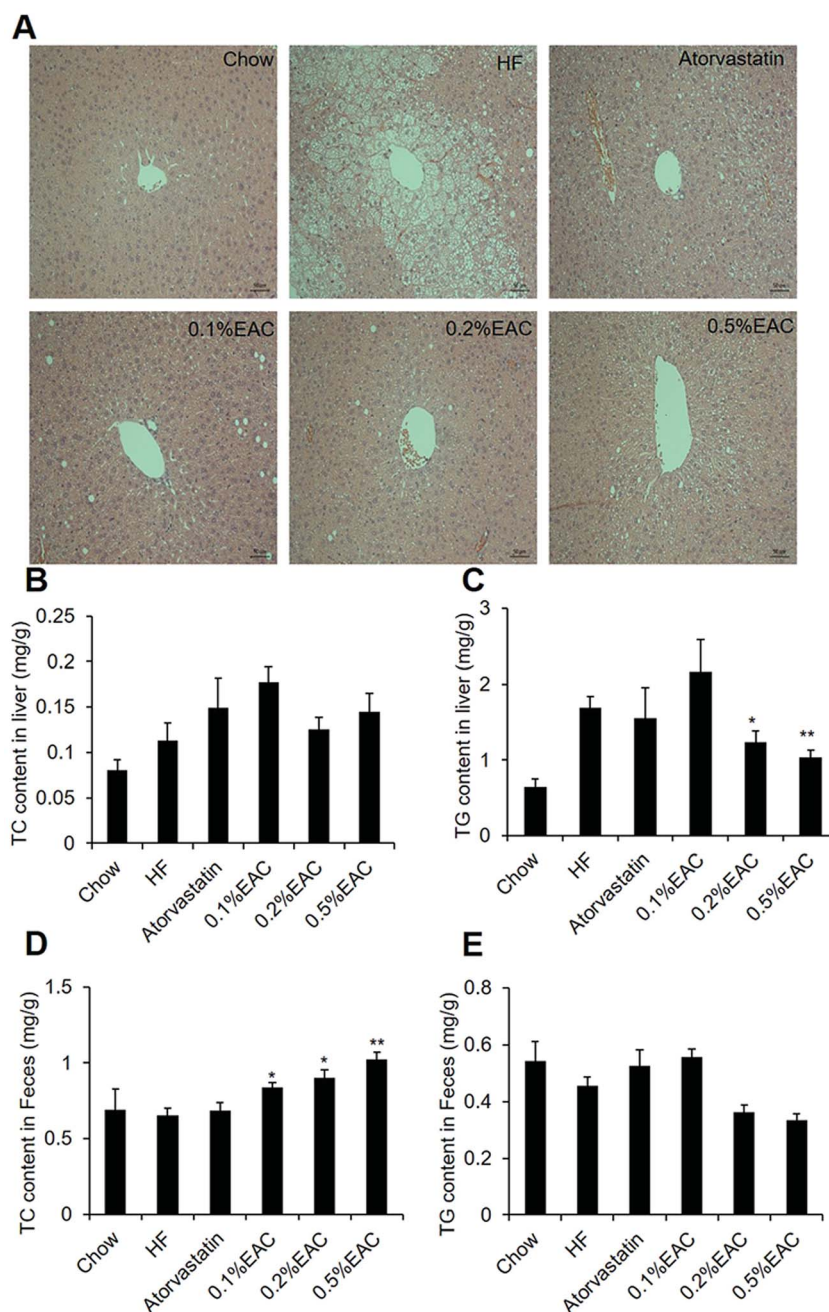 A
Chow
HF
Atorvastatin
0.1%EAC
0.2%EAC
0.5%EAC
B
TC content in liver (mg/g)
0.25
0.2
0.15
0.1
0.05
0
Chow
HF
Atorvastatin
0.1%EAC
0.2%EAC
0.5%EAC
C
TG content in liver (mg/g)
3
2
1
0
*
**
Chow
HF
Atorvastatin
0.1%EAC
0.2%EAC
0.5%EAC
D
TC content in Feces (mg/g)
1.5
1
0.5
0
*
*
**
Chow
HF
Atorvastatin
0.1%EAC
0.2%EAC
0.5%EAC
E
TG content in Feces (mg/g)
0.8
0.6
0.4
0.2
0
Chow
HF
Atorvastatin
0.1%EAC
0.2%EAC
0.5%EAC